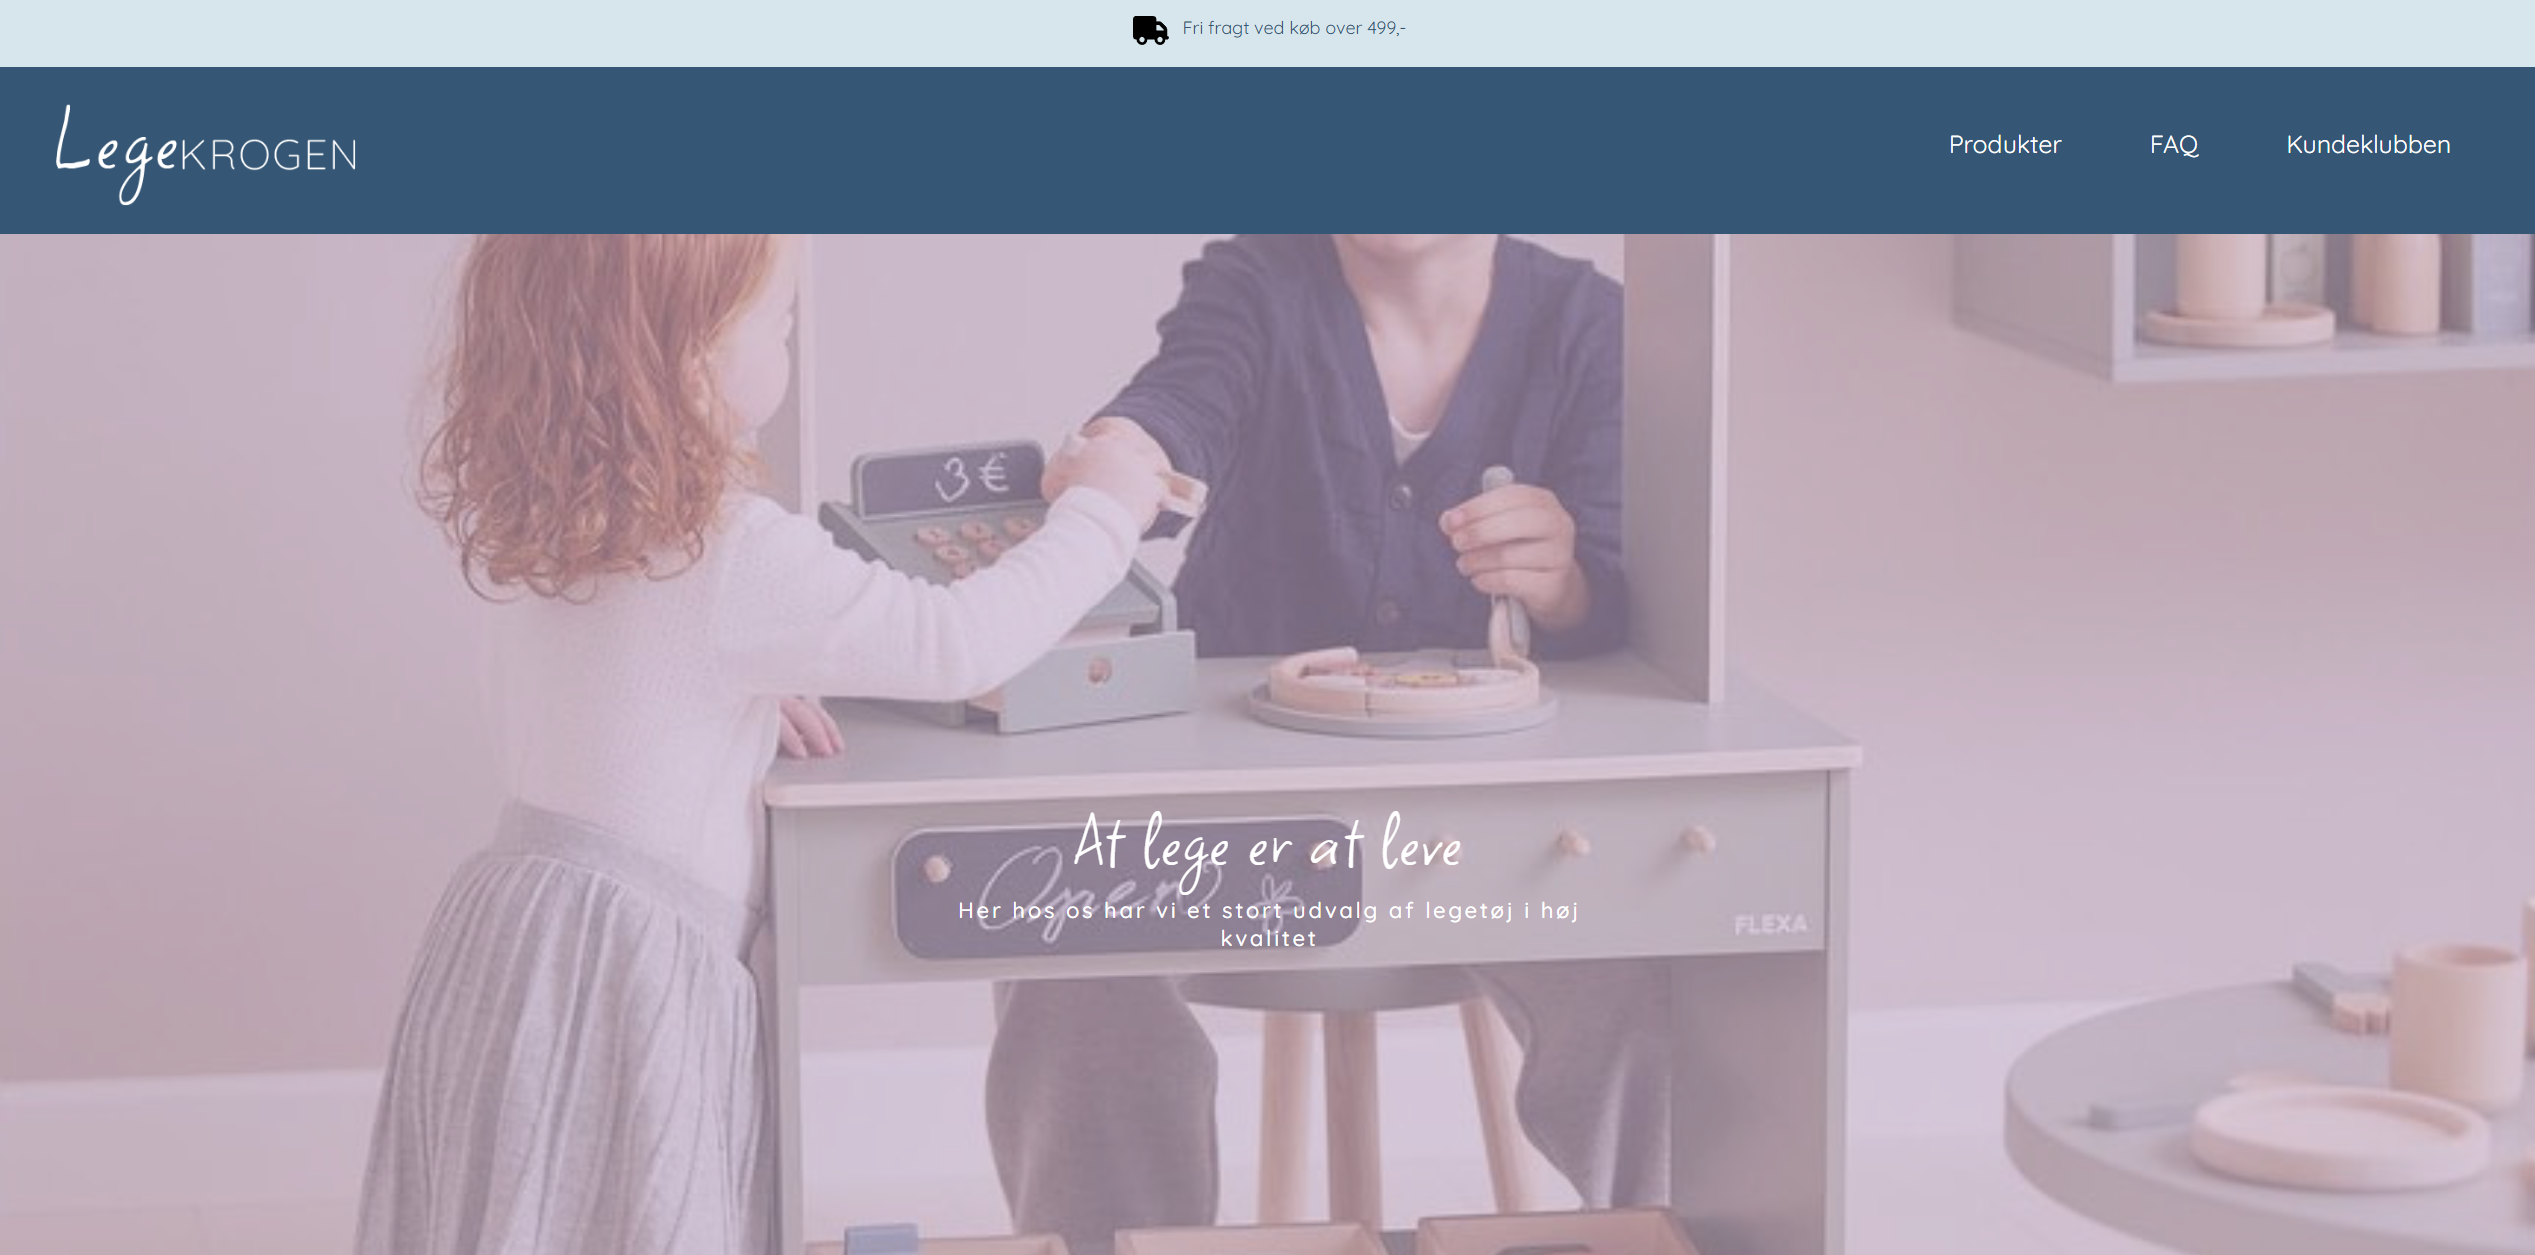 Fri fragt ved køb over 499,-
LegeKROGEN
Produkter FAQ Kundeklubben
3 €
At lege er at leve
Open
Her hos os har vi et stort udvalg af legetøj i høj
kvalitet
FLEXA